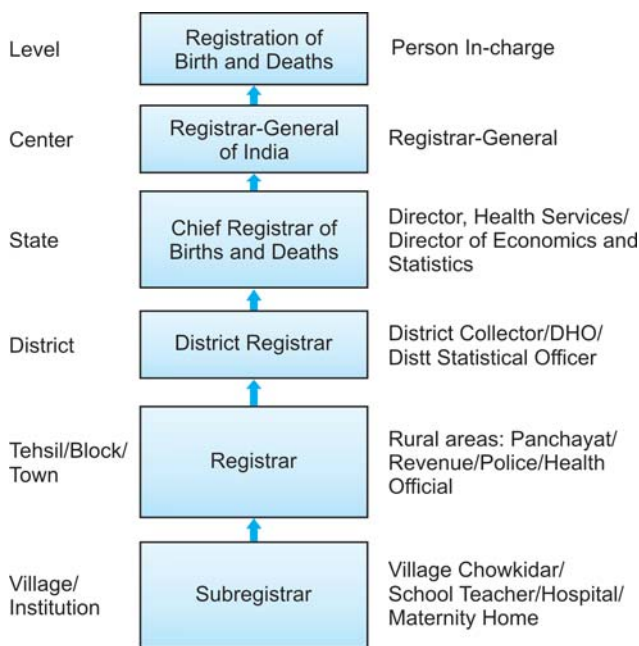 Level
Registration of
Birth and Deaths
Person In-charge
Center
Registrar-General
of India
Registrar-General
State
Chief Registrar of
Births and Deaths
Director, Health Services/
Director of Economics and
Statistics
District
District Registrar
District Collector/DHO/
Distt Statistical Officer
Tehsil/Block/
Town
Registrar
Rural areas: Panchayat/
Revenue/Police/Health
Official
Village/
Institution
Subregistrar
Village Chowkidar/
School Teacher/Hospital/
Maternity Home